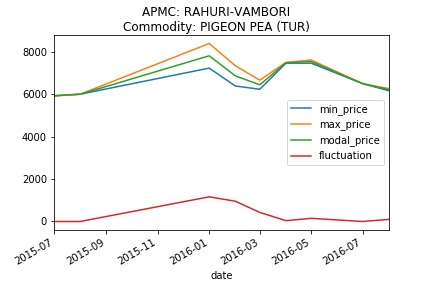 APMC: RAHURI-VAMBORI
Commodity: PIGEON PEA (TUR)
8000
6000
4000
2000
0
min_price
max_price
modal_price
fluctuation
2015-07
2015-09
2015-11
2016-01
2016-03
2016-05
2016-07
date